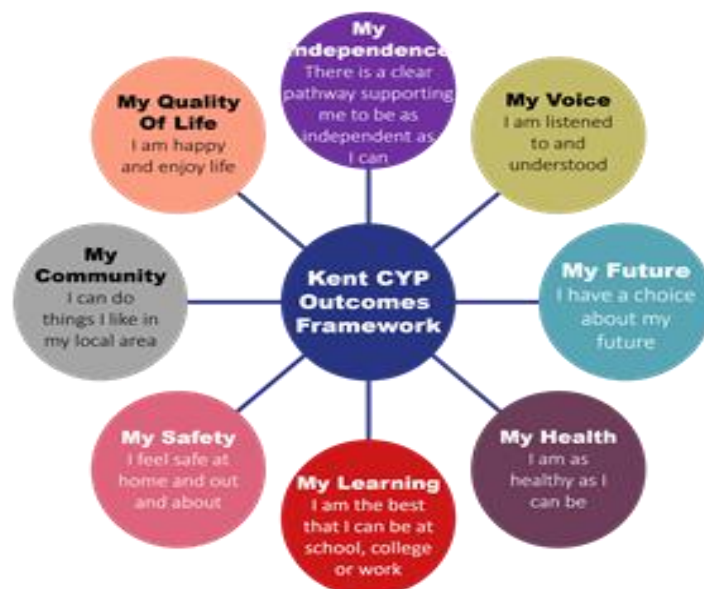 My
Independence
There is a clear
pathway supporting
me to be as
independent as
I can
My Voice
I am listened
to and
understood
My Future
I have a choice
about my
future
My Health
I am as
healthy as I
can be
My Learning
I am the best
that I can be at
school, college
or work
My Safety
I feel safe at
home and out
and about
My
Community
I can do
things I like in
my local area
My Quality
Of Life
I am happy
and enjoy life
Kent CYP
Outcomes
Framework